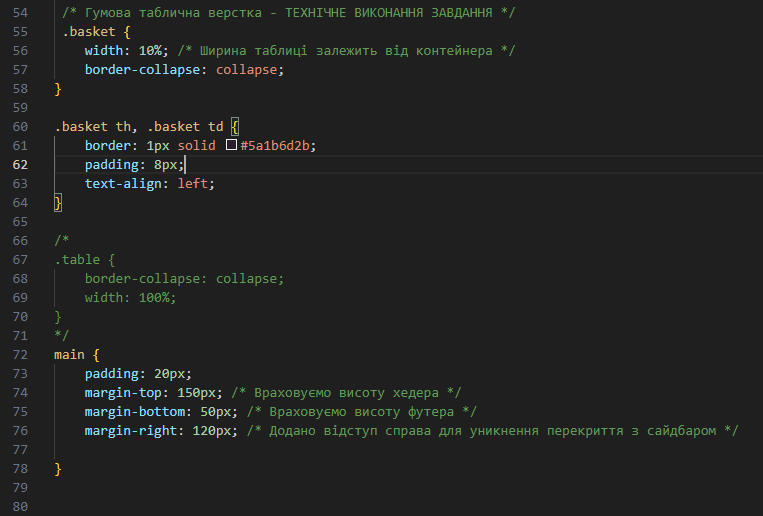 54 /* Гумова таблична верстка - ТЕХНІЧНЕ ВИКОНАННЯ ЗАВДАННЯ */
55 .basket {
56 width: 10%; /* Ширина таблиці залежить від контейнера */
57 border-collapse: collapse;
58 }
59
60 .basket th, .basket td {
61 border: 1px solid #5a1b6d2b;
62 padding: 8px;
63 text-align: left;
64 }
65
66 /*
67 .table {
68 border-collapse: collapse;
69 width: 100%;
70 }
71 */
72 main {
73 padding: 20px;
74 margin-top: 150px; /* Враховуємо висоту хедера */
75 margin-bottom: 50px; /* Враховуємо висоту футера */
76 margin-right: 120px; /* Додано відступ справа для уникнення перекриття з сайдбаром */
77
78 }
79
80